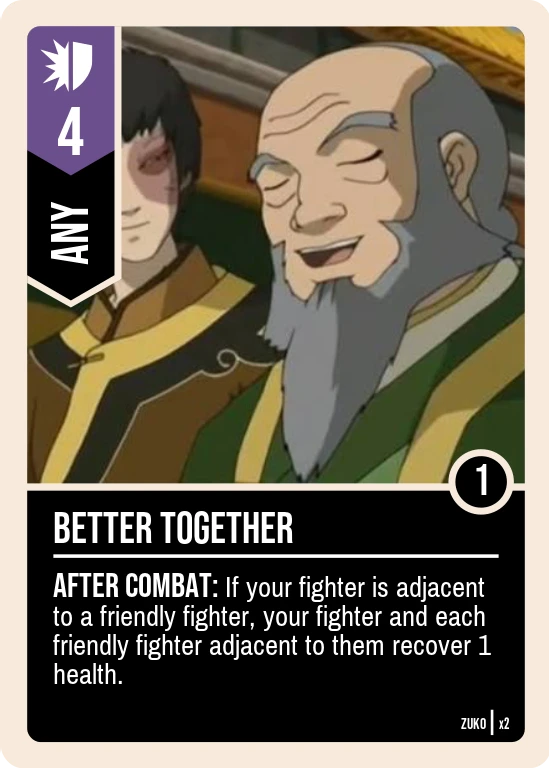 4
ANY
1
BETTER TOGETHER
AFTER COMBAT: If your fighter is adjacent
to a friendly fighter, your fighter and each
friendly fighter adjacent to them recover 1
health.
ZUKO | x2